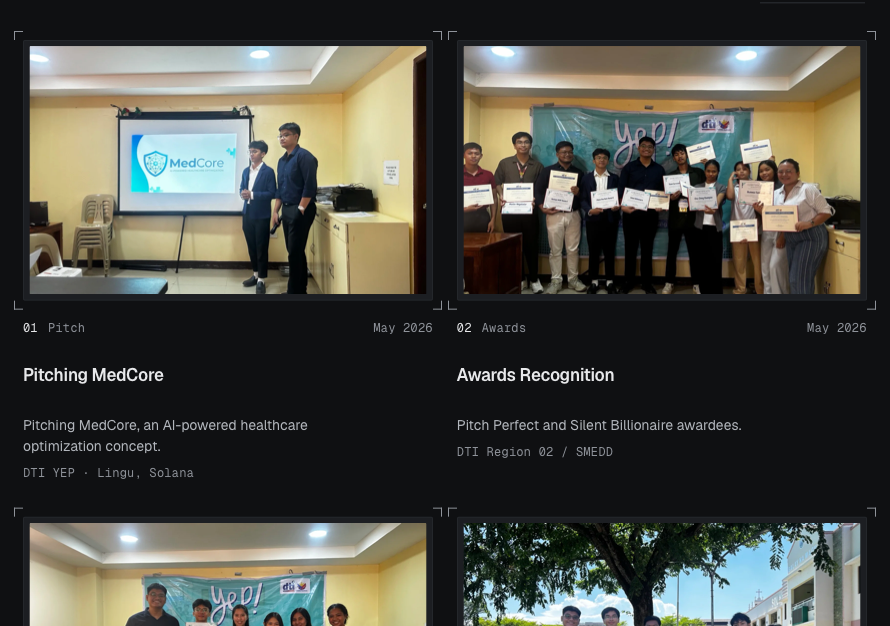 MedCore
yep!
dti
01 Pitch
May 2026
02 Awards
May 2026
Pitching MedCore
Awards Recognition
Pitching MedCore, an AI-powered healthcare
optimization concept.
Pitch Perfect and Silent Billionaire awardees.
DTI YEP · Lingu, Solana
DTI Region 02 / SMEDD
yep!
dti